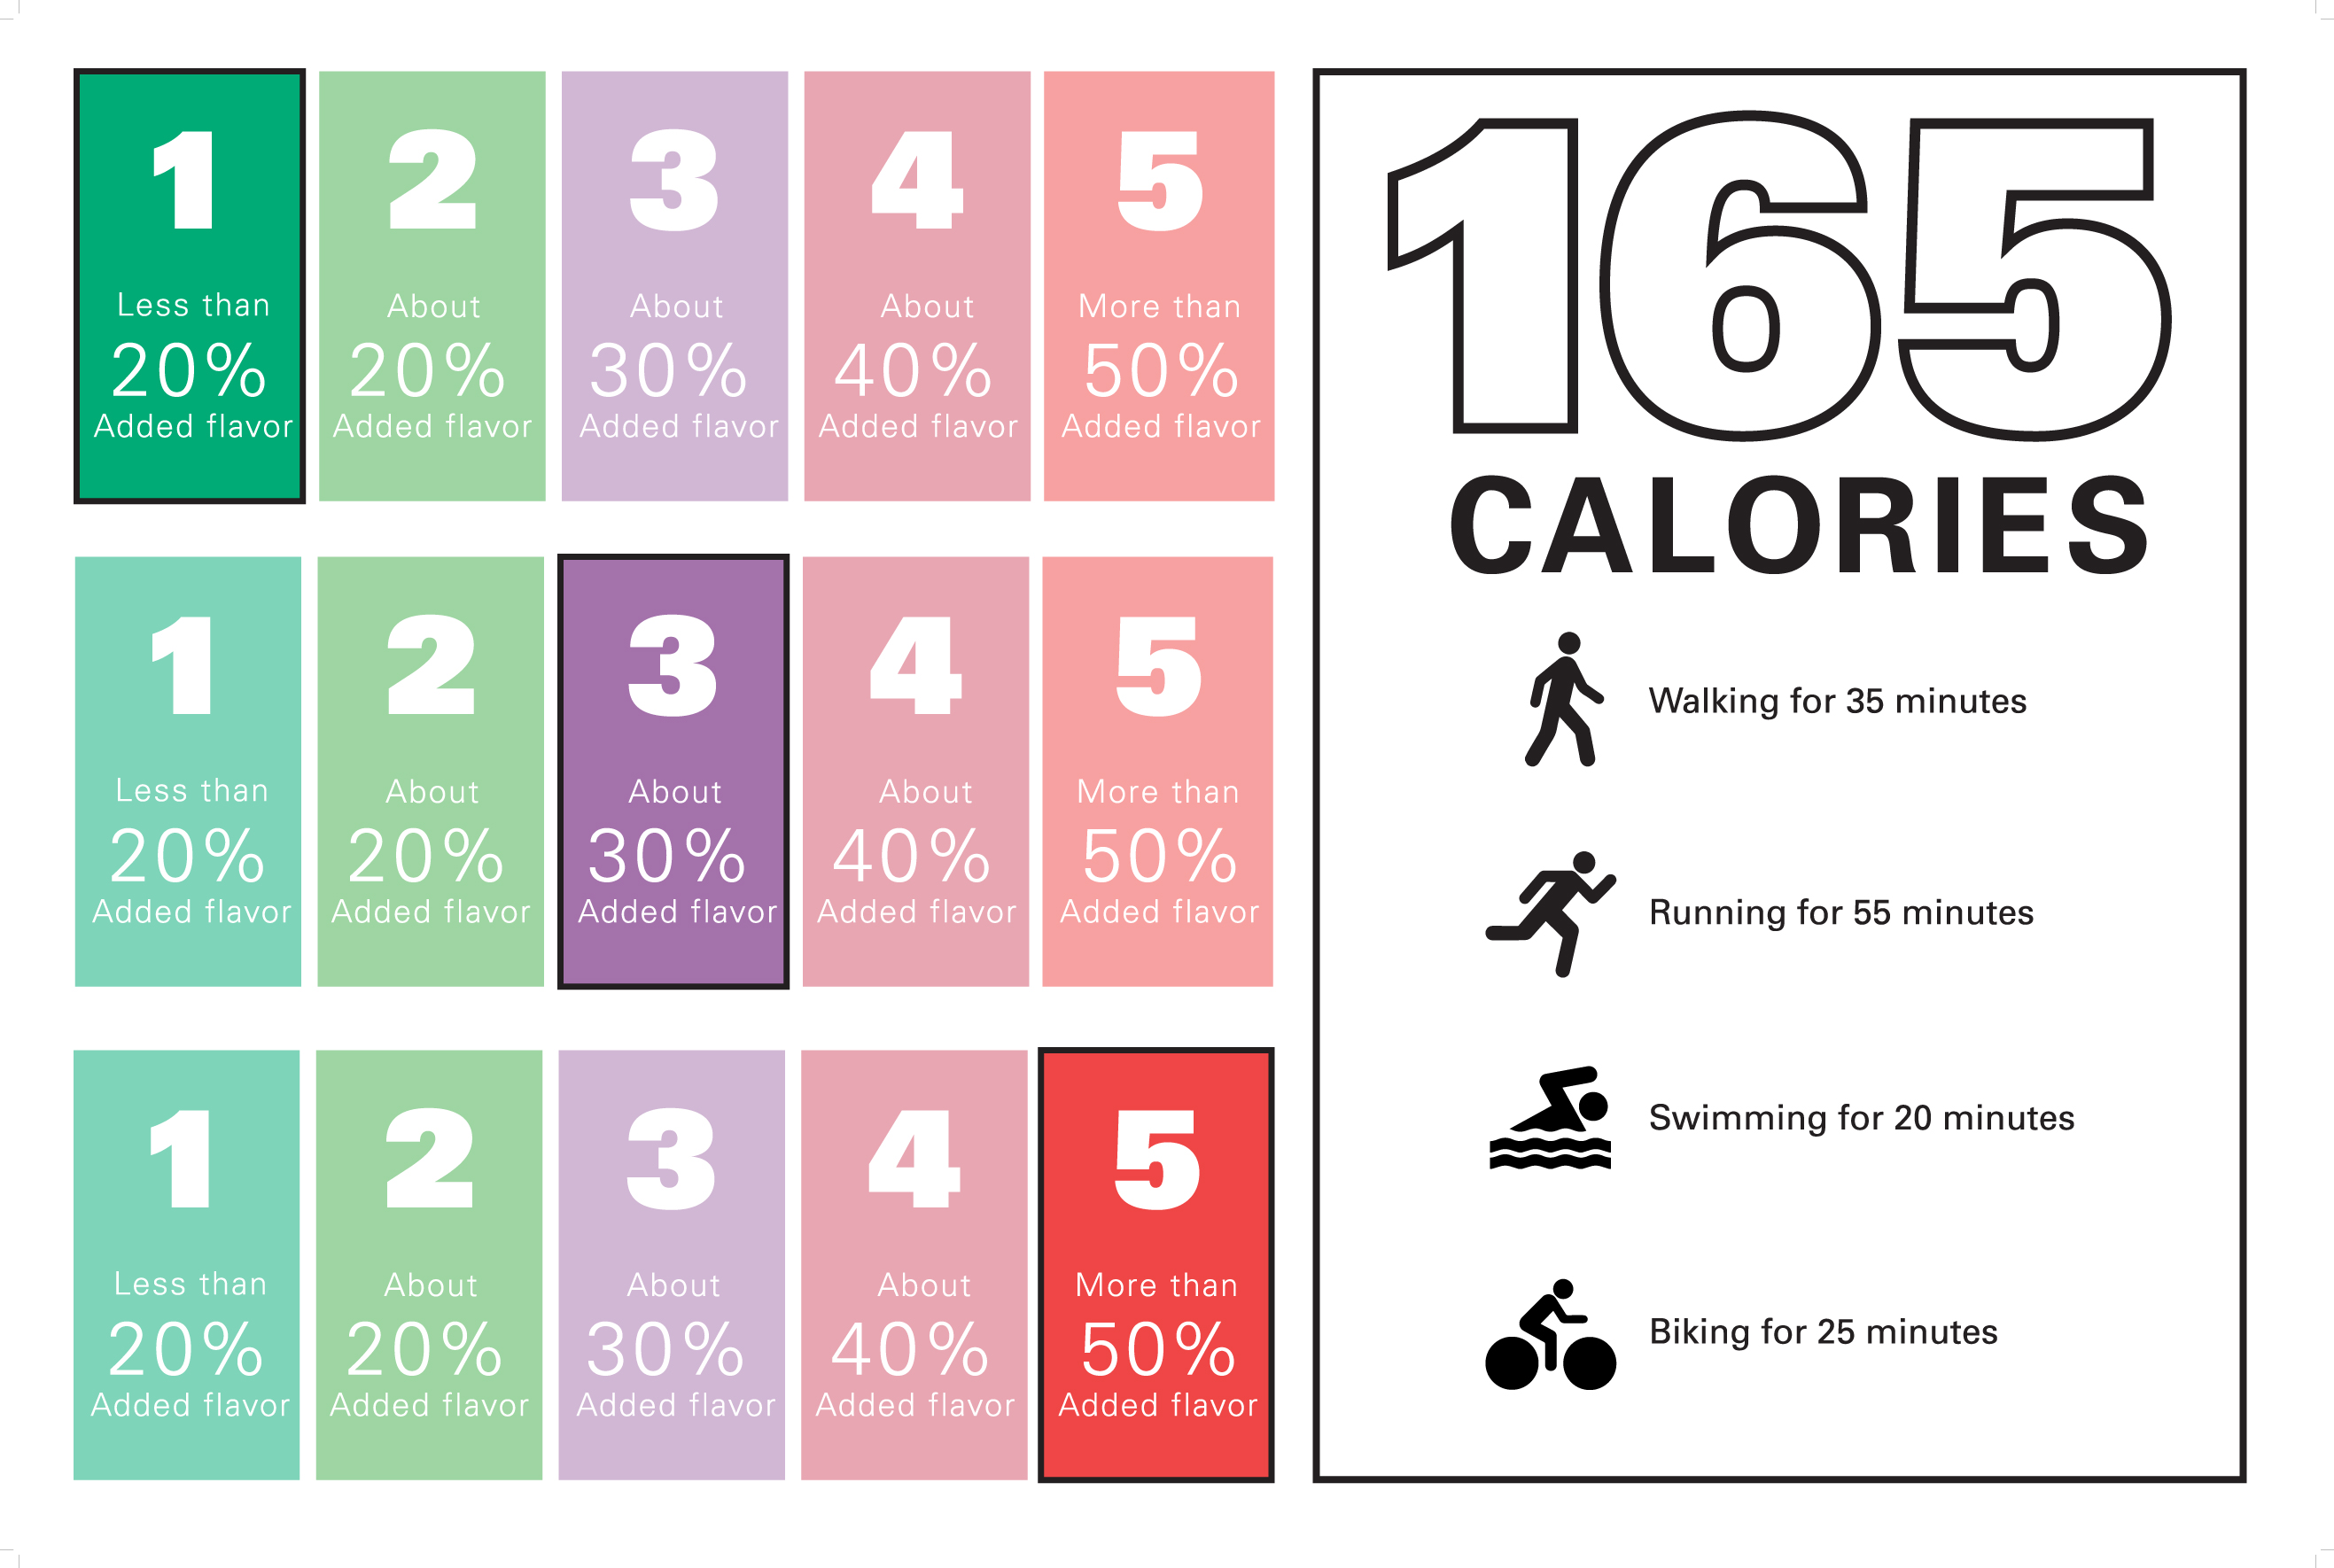 1
Less than
20%
Added flavor
2
About
20%
Added flavor
3
About
30%
Added flavor
4
About
40%
Added flavor
5
More than
50%
Added flavor
1
Less than
20%
Added flavor
2
About
20%
Added flavor
3
About
30%
Added flavor
4
About
40%
Added flavor
5
More than
50%
Added flavor
1
Less than
20%
Added flavor
2
About
20%
Added flavor
3
About
30%
Added flavor
4
About
40%
Added flavor
5
More than
50%
Added flavor
165
CALORIES
Walking for 35 minutes
Running for 55 minutes
Swimming for 20 minutes
Biking for 25 minutes